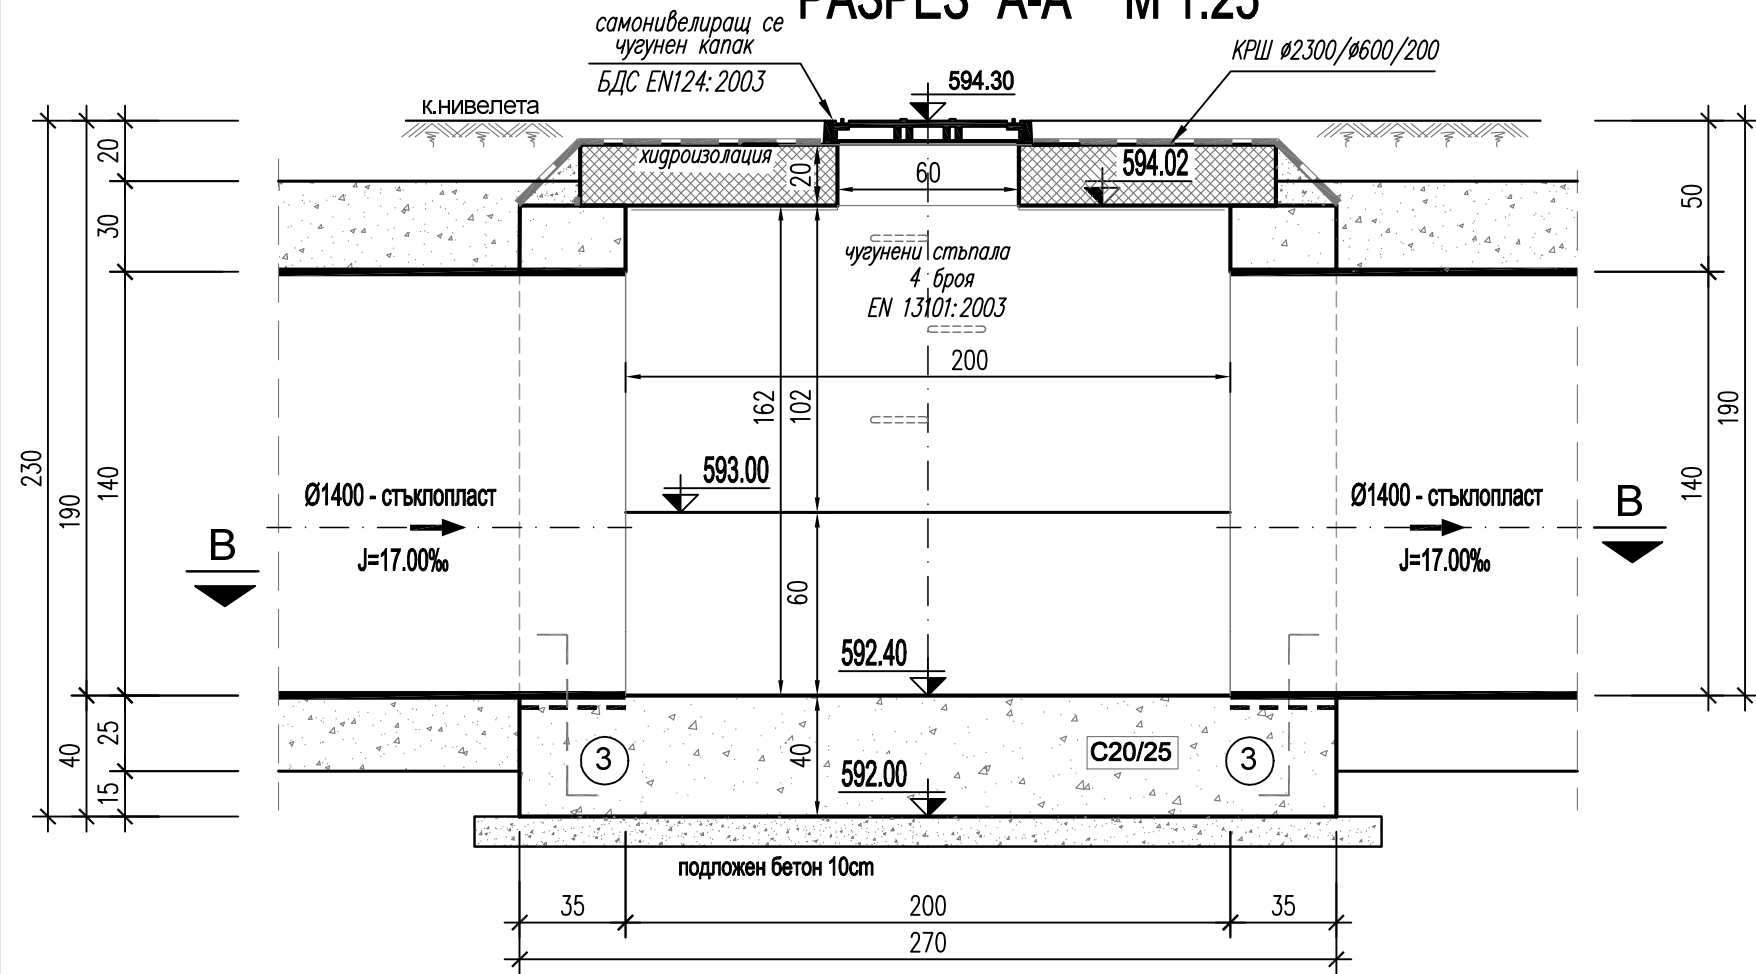 РАЗРЕЗ А-А М 1:25
самонивелиращ се
чугунен капак
БДС EN124:2003
КРШ ø2300/ø600/200
594.30
к.нивелета
хидроизолация
20
60
594.02
20
30
50
чугунени стъпала
4 броя
EN 13101:2003
200
162
102
190
230
190
140
140
593.00
Ø1400 - стъклопласт
J=17.00‰
Ø1400 - стъклопласт
J=17.00‰
B
B
60
592.40
25
40
15
3
40
592.00
C20/25
3
подложен бетон 10cm
35
200
35
270